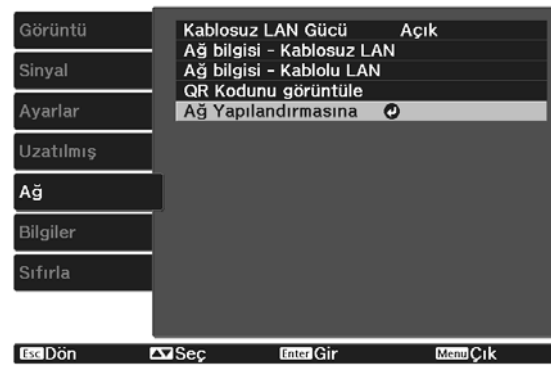 Görüntü
Sinyal
Ayarlar
Uzatılmış
Ağ
Bilgiler
Sıfırla
Kablosuz LAN Gücü Açık
Ağ bilgisi - Kablosuz LAN
Ağ bilgisi - Kablolu LAN
QR Kodunu görüntüle
Ağ Yapılandırmasına
Esc Dön Seç Enter Gir Menu Çık